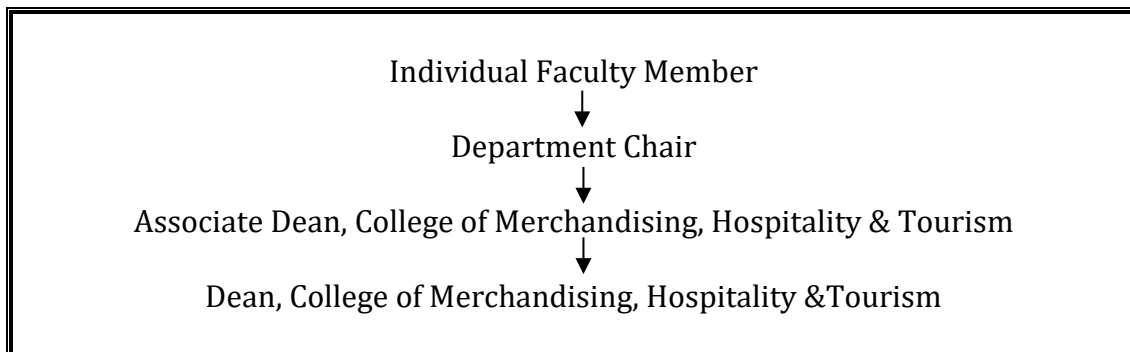 Individual Faculty Member
Department Chair
Associate Dean, College of Merchandising, Hospitality & Tourism
Dean, College of Merchandising, Hospitality &Tourism